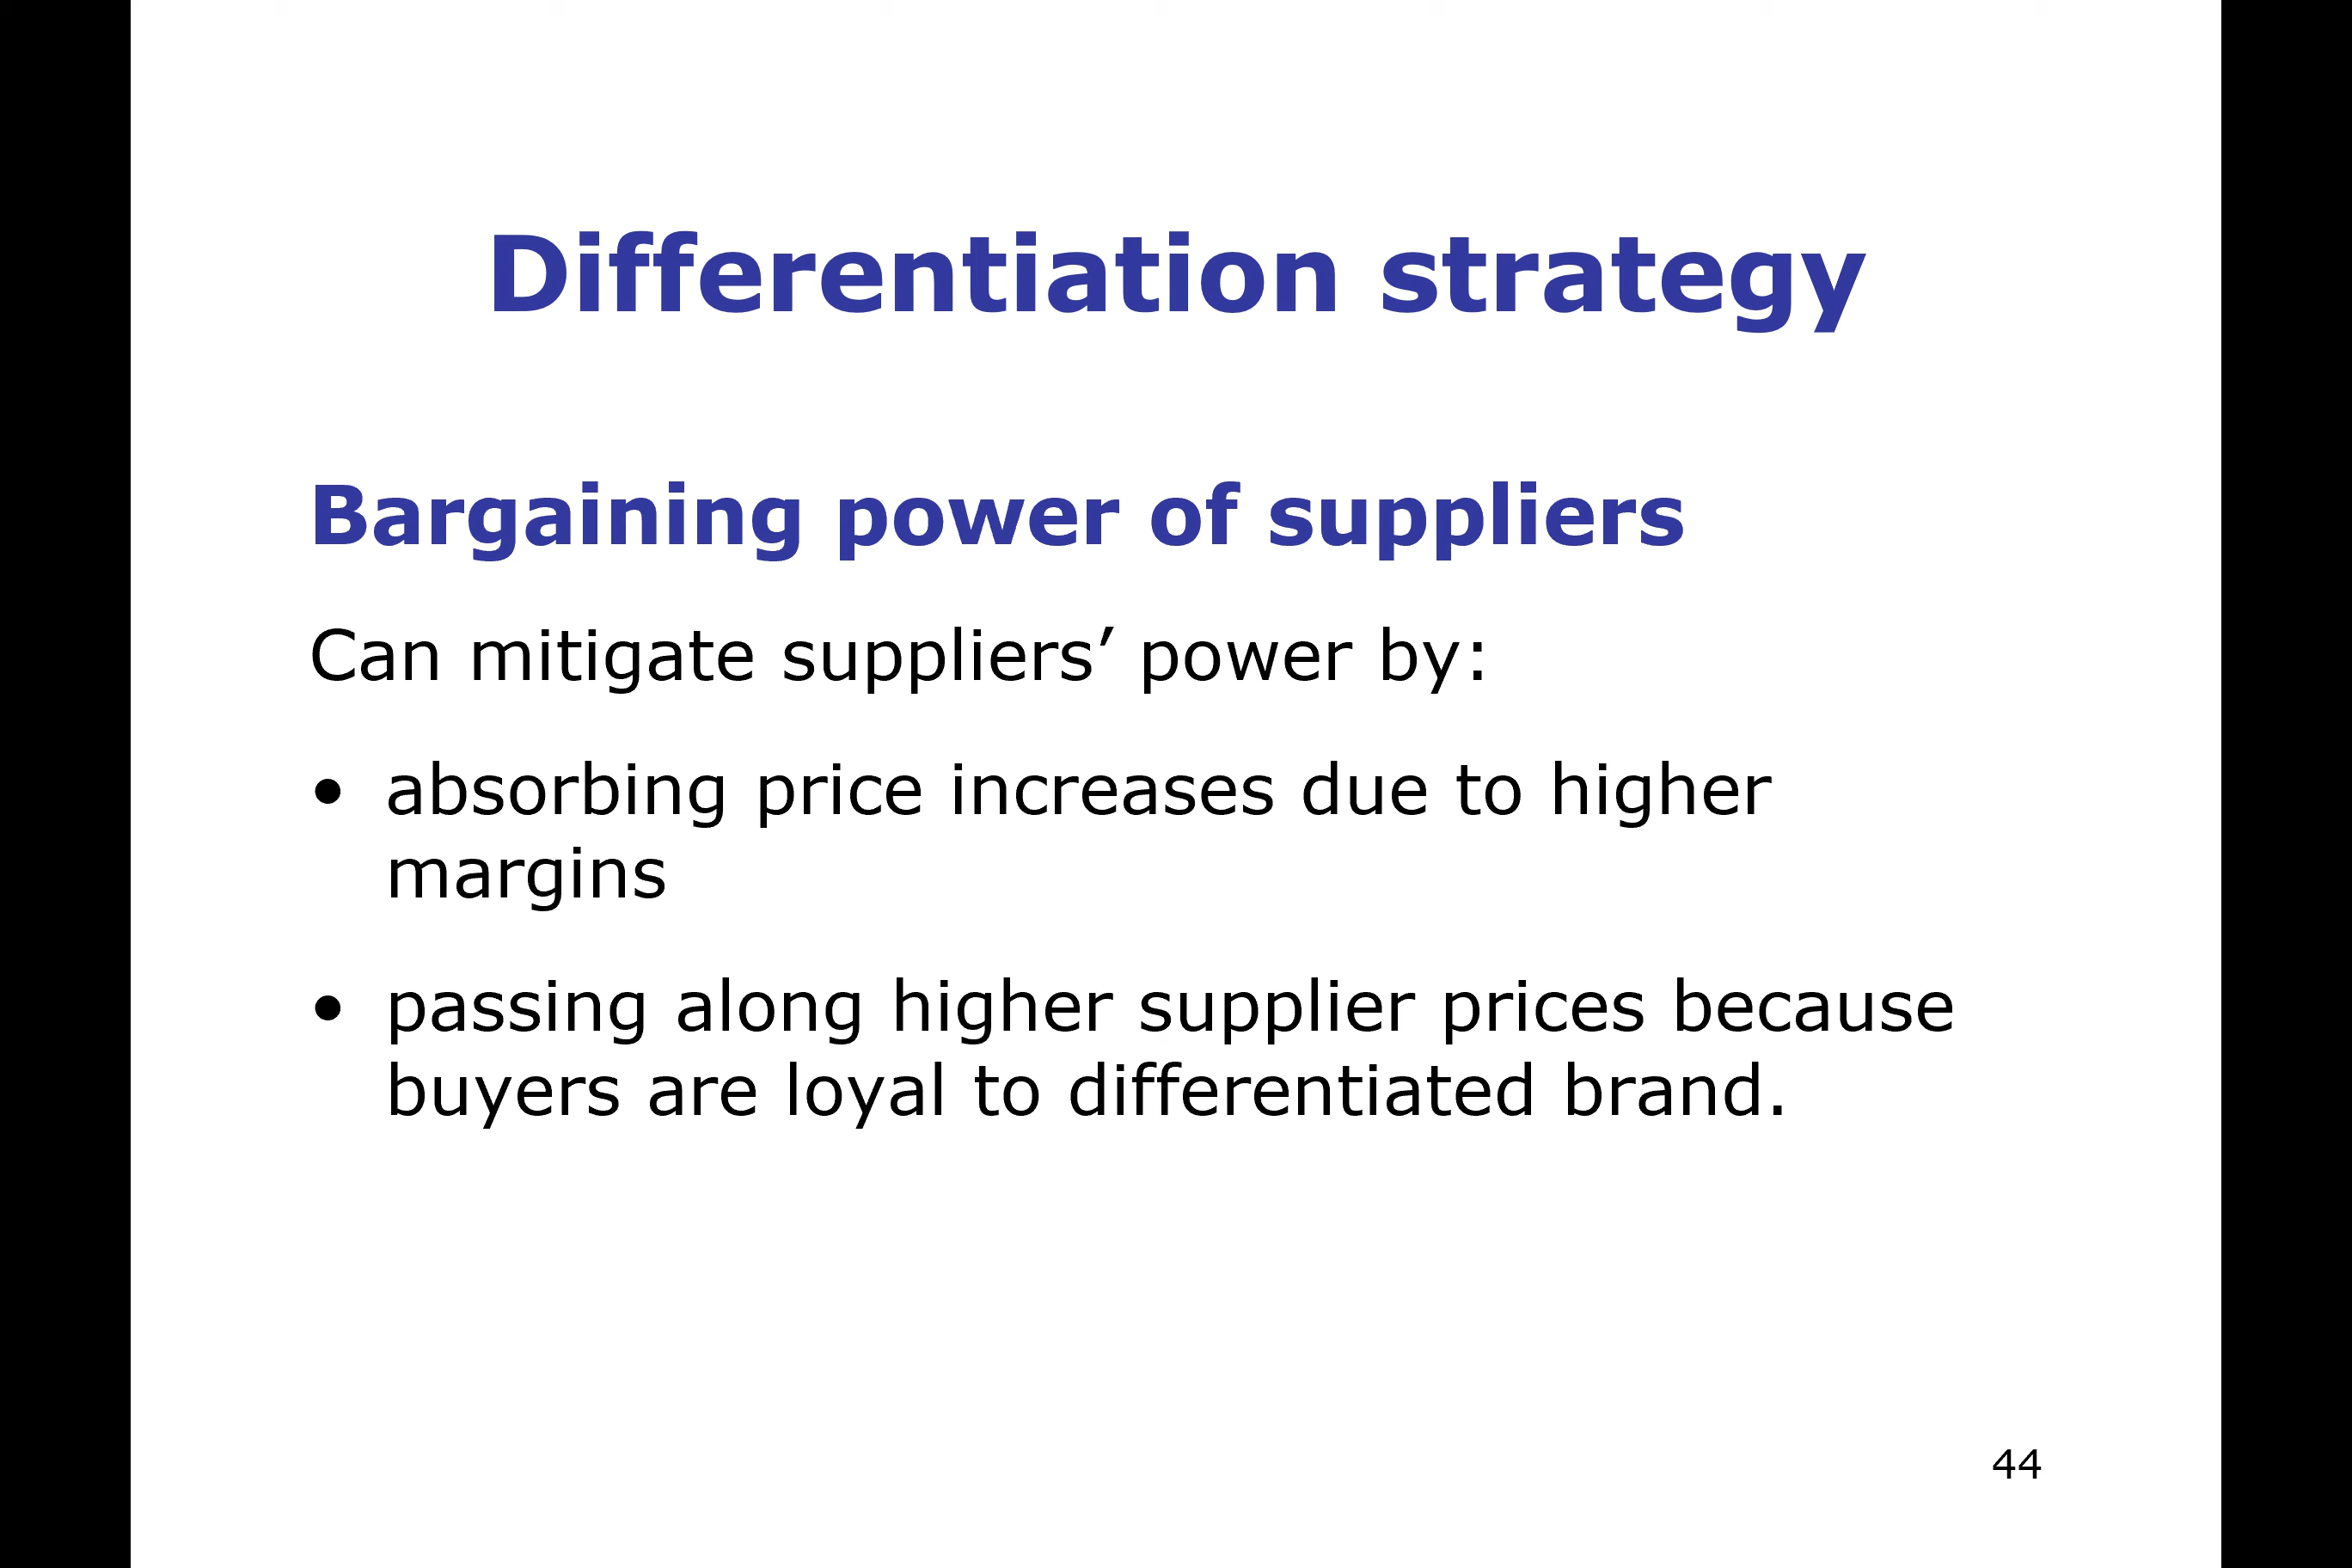 Differentiation strategy
Bargaining power of suppliers
Can mitigate suppliers’ power by:
• absorbing price increases due to higher
margins
• passing along higher supplier prices because
buyers are loyal to differentiated brand.
44